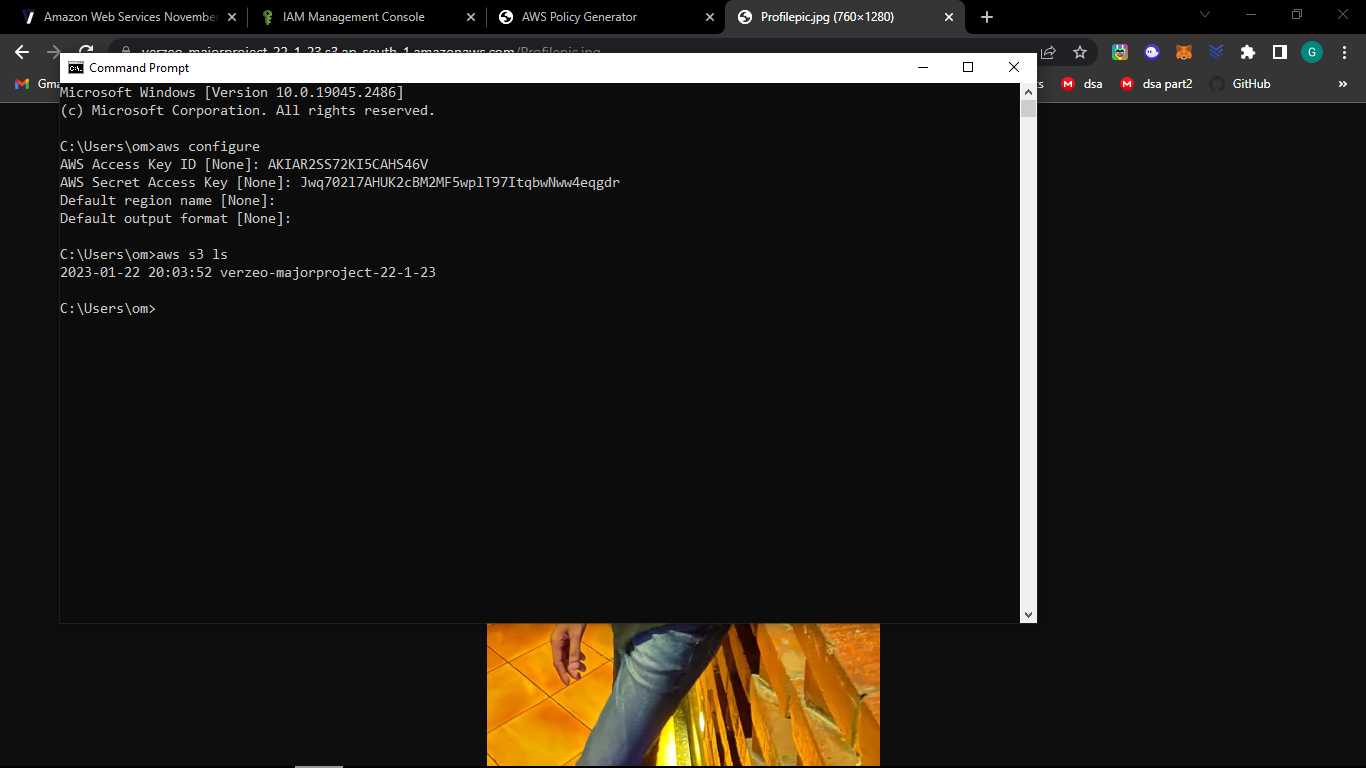 Amazon Web Services November
IAM Management Console
AWS Policy Generator
Profilepic.jpg (760×1280)
G
Command Prompt
dsa
dsa part2
GitHub
Microsoft Windows [Version 10.0.19045.2486]
(c) Microsoft Corporation. All rights reserved.
C:\Users\om>aws configure
AWS Access Key ID [None]: AKIAR2SS72KI5CAHS46V
AWS Secret Access Key [None]: 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
Default region name [None]:
Default output format [None]:
C:\Users\om>aws s3 ls
2023-01-22 20:03:52 verzeo-majorproject-22-1-23
C:\Users\om>